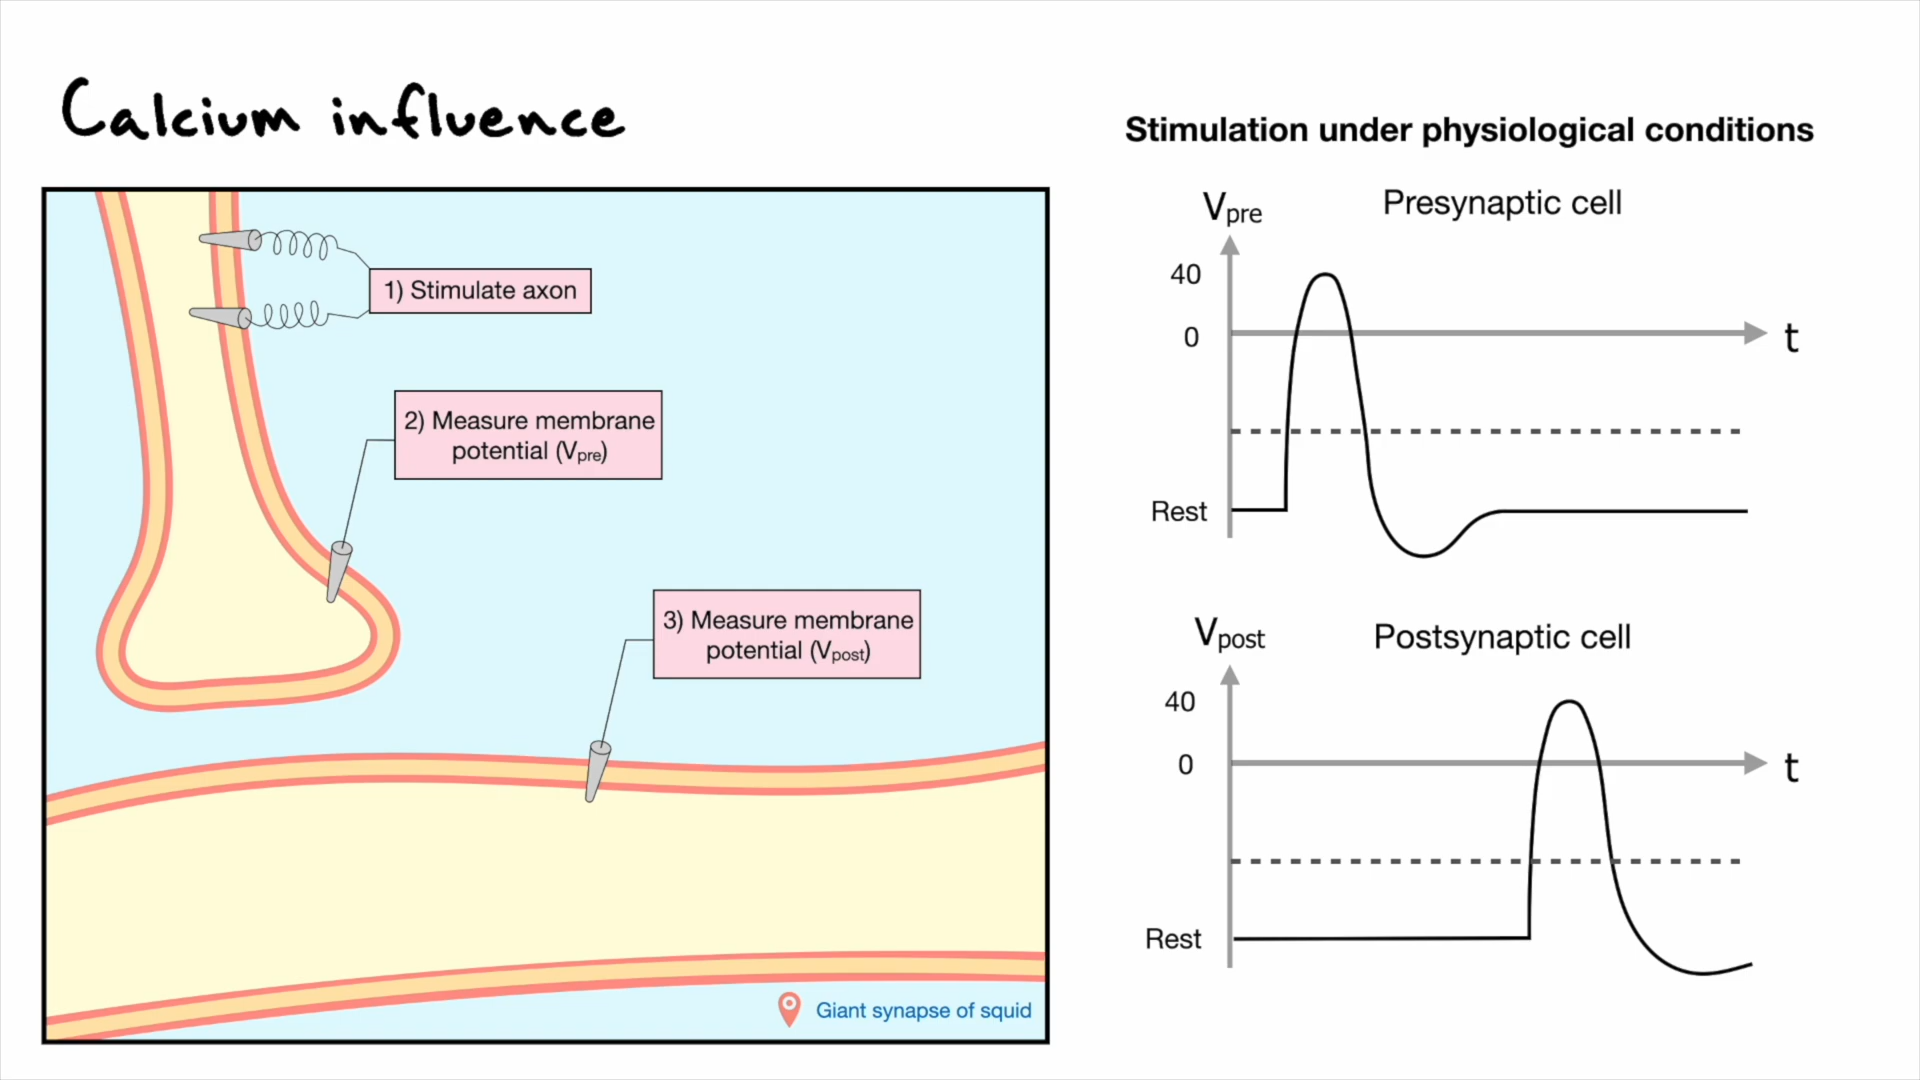 Calcium influence
1) Stimulate axon
2) Measure membrane
potential (Vpre)
3) Measure membrane
potential (Vpost)
Giant synapse of squid
Stimulation under physiological conditions
Vpre
Presynaptic cell
40
0
t
Rest
Vpost
Postsynaptic cell
40
0
t
Rest